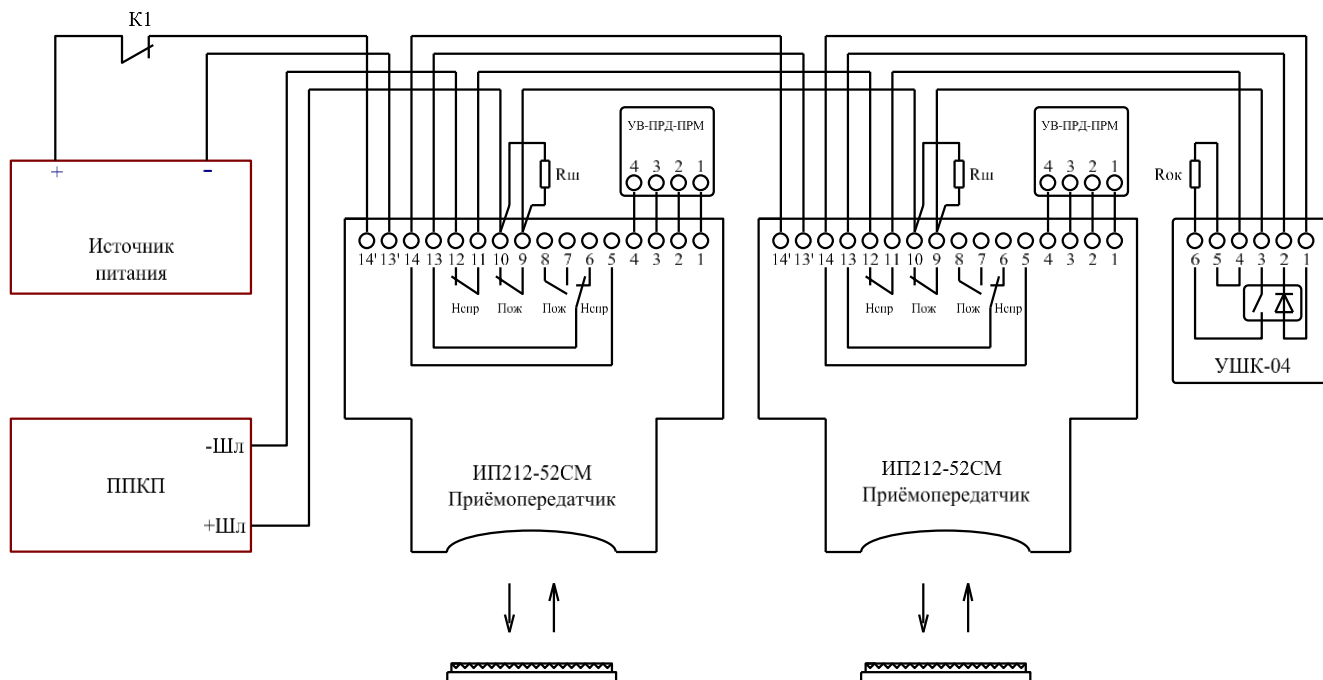 К1
УВ-ПРД-ПРМ
УВ-ПРД-ПРМ
4 3 2 1
4 3 2 1
+
-
Rш
Rш
Rок
Источник
питания
14' 13' 14 13 12 11 10 9 8 7 6 5 4 3 2 1
14' 13' 14 13 12 11 10 9 8 7 6 5 4 3 2 1
6 5 4 3 2 1
Нспр Пож Пож Нспр
Нспр Пож Пож Нспр
УШК-04
-Шл
ППКП
+Шл
ИП212-52СМ
Приёмопередатчик
ИП212-52СМ
Приёмопередатчик